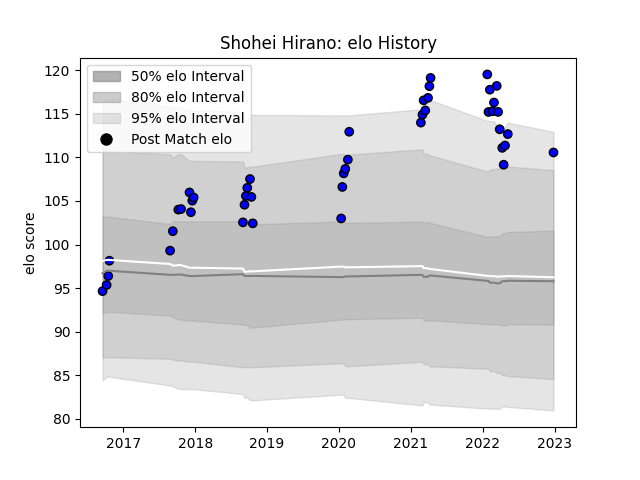 Shohei Hirano: elo History
50% elo Interval
80% elo Interval
95% elo Interval
Post Match elo
elo score
120
115
110
105
100
95
90
85
80
2017 2018 2019 2020 2021 2022 2023